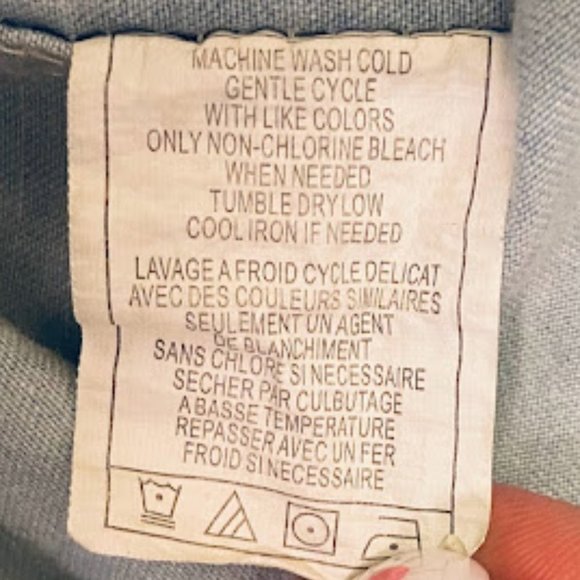 MACHINE WASH COLD
GENTLE CYCLE
WITH LIKE COLORS
ONLY NON-CHLORINE BLEACH
WHEN NEEDED
TUMBLE DRY LOW
COOL IRON IF NEEDED
LAVAGE A FROID CYCLE DELICAT
AVEC DES COULEURS SIMILAIRES
SEULEMENT UN AGENT
DE BLANCHIMENT
SANS CHLORE SI NECESSAIRE
SECHER PAR CULBUTAGE
A BASSE TEMPERATURE
REPASSER AVEC UN FER
FROID SI NECESSAIRE